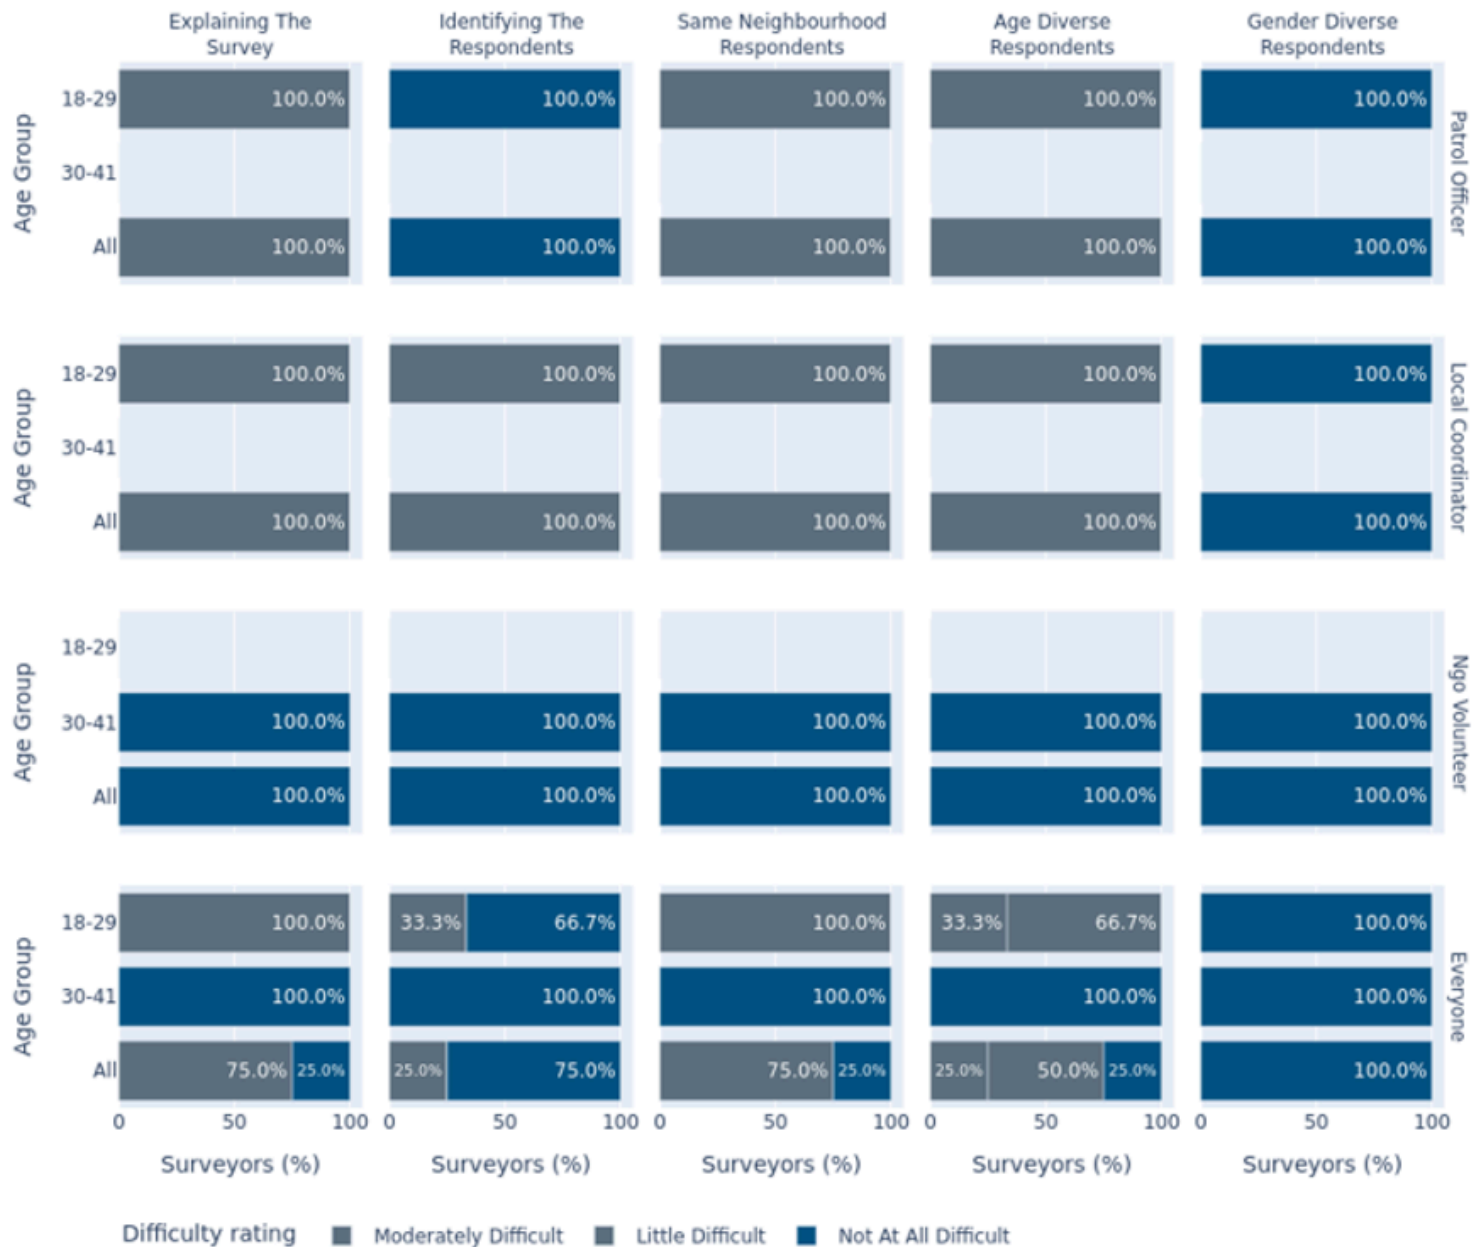 Explaining The
Survey
Identifying The
Respondents
Same Neighbourhood
Respondents
Age Diverse
Respondents
Gender Diverse
Respondents
Age Group
Patrol Officer
18-29 100.0% 100.0% 100.0% 100.0% 100.0%
30-41
All 100.0% 100.0% 100.0% 100.0% 100.0%
Age Group
Local Coordinator
18-29 100.0% 100.0% 100.0% 100.0% 100.0%
30-41
All 100.0% 100.0% 100.0% 100.0% 100.0%
Age Group
Ngo Volunteer
18-29
30-41 100.0% 100.0% 100.0% 100.0% 100.0%
All 100.0% 100.0% 100.0% 100.0% 100.0%
Age Group
Everyone
18-29 100.0% 33.3% 66.7% 100.0% 33.3% 66.7% 100.0%
30-41 100.0% 100.0% 100.0% 100.0% 100.0%
All 75.0% 25.0% 25.0% 75.0% 75.0% 25.0% 25.0% 50.0% 25.0% 100.0%
0 50 100 0 50 100 0 50 100 0 50 100 0 50 100
Surveyors (%) Surveyors (%) Surveyors (%) Surveyors (%) Surveyors (%)
Difficulty rating Moderately Difficult Little Difficult Not At All Difficult